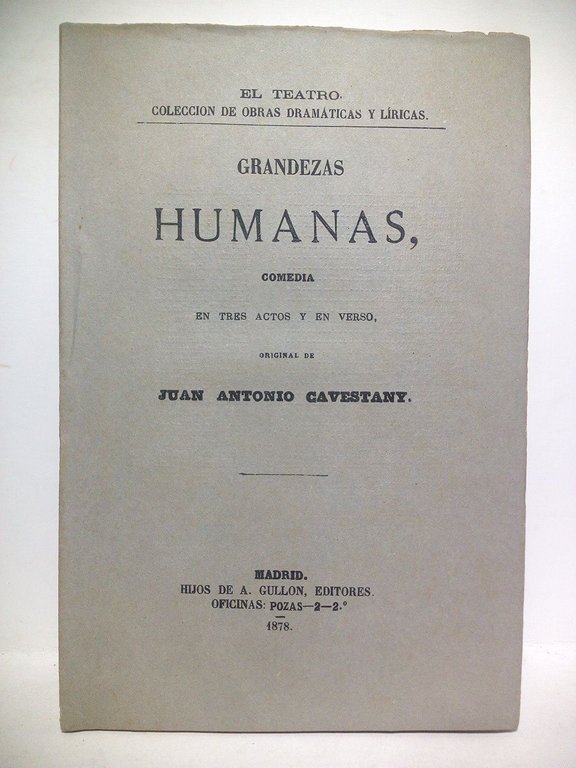 EL TEATRO.
COLECCION DE OBRAS DRAMÁTICAS Y LÍRICAS.
GRANDEZAS
HUMANAS,
COMEDIA
EN TRES ACTOS Y EN VERSO,
ORIGINAL DE
JUAN ANTONIO CAVESTANY.
MADRID.
HIJOS DE A. GULLON, EDITORES.
OFICINAS: POZAS—2—2.º
1878.